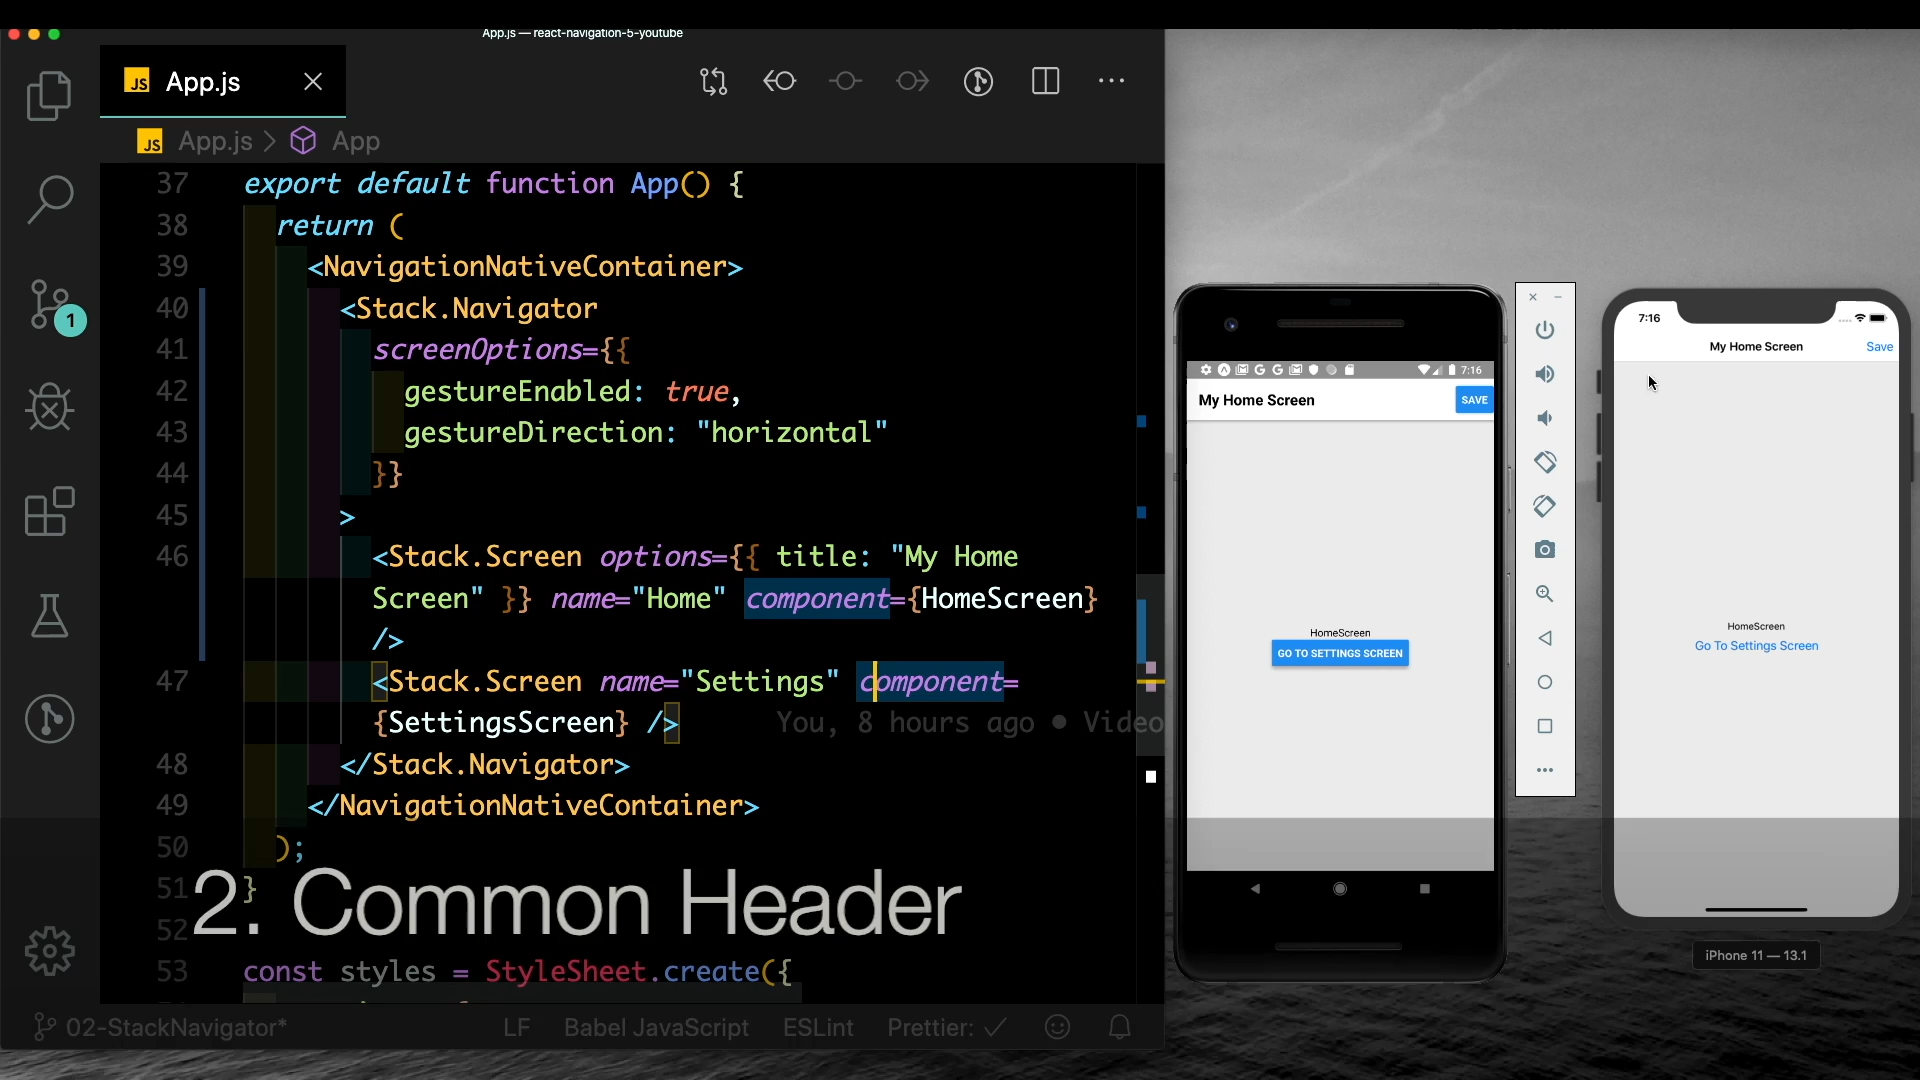 App.js — react-navigation-5-youtube
JS App.js
JS App.js > App
37 export default function App() {
38 return (
39 <NavigationNativeContainer>
40 <Stack.Navigator
41 screenOptions={{
42 gestureEnabled: true,
43 gestureDirection: "horizontal"
44 }}
45 >
46 <Stack.Screen options={{ title: "My Home
Screen" }} name="Home" component={HomeScreen}
/>
47 <Stack.Screen name="Settings" component=
{SettingsScreen} /> You, 8 hours ago • Video
48 </Stack.Navigator>
49 </NavigationNativeContainer>
50 );
51 }
52
53 const styles = StyleSheet.create({
2. Common Header
1
02-StackNavigator*
LF
Babel JavaScript
ESLint
Prettier: ✓
7:16
My Home Screen
SAVE
HomeScreen
GO TO SETTINGS SCREEN
7:16
My Home Screen
Save
HomeScreen
Go To Settings Screen
iPhone 11 — 13.1